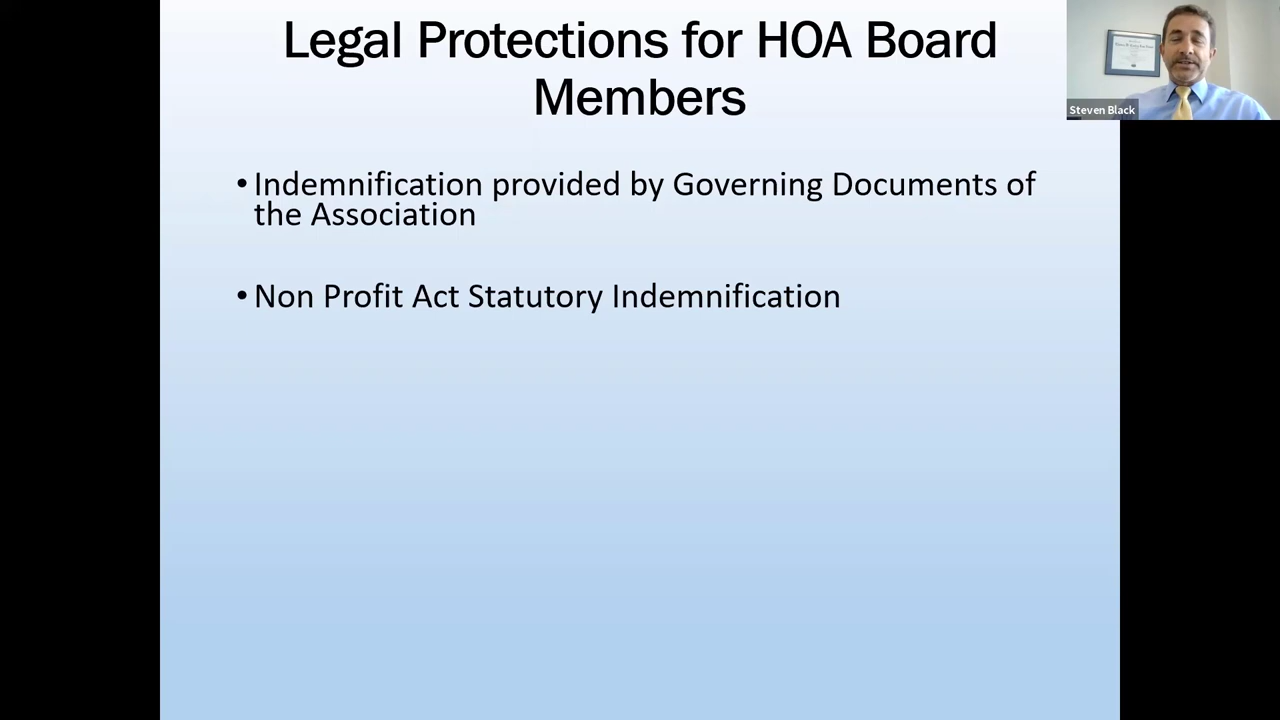 Legal Protections for HOA Board
Members
Steven Black
• Indemnification provided by Governing Documents of
the Association
• Non Profit Act Statutory Indemnification